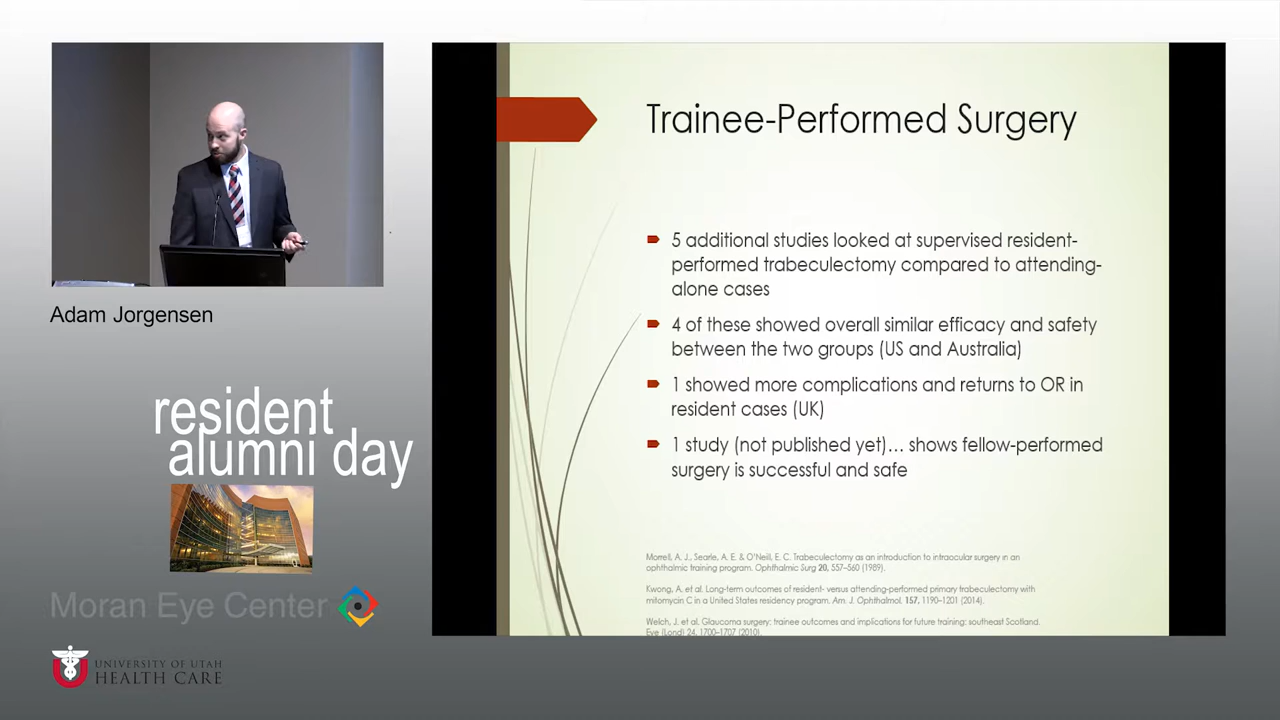 Trainee-Performed Surgery
5 additional studies looked at supervised resident-
performed trabeculectomy compared to attending-
alone cases
4 of these showed overall similar efficacy and safety
between the two groups (US and Australia)
1 showed more complications and returns to OR in
resident cases (UK)
1 study (not published yet)... shows fellow-performed
surgery is successful and safe
Morrell, A. J., Searle, A. E. & O'Neill, E. C. Trabeculectomy as an introduction to intraocular surgery in an
ophthalmic training program. Ophthalmic Surg 20, 557–560 (1989).
Kwong, A. et al. Long-term outcomes of resident- versus attending-performed primary trabeculectomy with
mitomycin C in a United States residency program. Am. J. Ophthalmol. 157, 1190–1201 (2014).
Welch, J. et al. Glaucoma surgery: trainee outcomes and implications for future training: southeast Scotland.
Eye (Lond) 24, 1700–1707 (2010).
Adam Jorgensen
resident
alumni day
Moran Eye Center
U
UNIVERSITY OF UTAH
HEALTH CARE